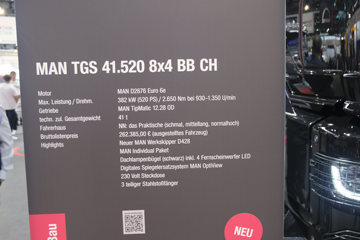 MAN TGS 41.520 8x4 BB CH
Motor MAN D2676 Euro 6e
Max. Leistung / Drehm. 382 kW (520 PS) / 2.650 Nm bei 930–1.350 U/min
Getriebe MAN TipMatic 12.28 OD
techn. zul. Gesamtgewicht 41 t
Fahrerhaus NN: das Praktische (schmal, mittellang, normalhoch)
Bruttolistenpreis 262.385,00 € (ausgestelltes Fahrzeug)
Highlights Neuer MAN Werkskipper D428
MAN Individual Paket
Dachlampenbügel (schwarz) inkl. 4 Fernscheinwerfer LED
Digitales Spiegelersatzsystem MAN OptiView
230 Volt Steckdose
3 teiliger Stahlstoßfänger
Bau
NEU